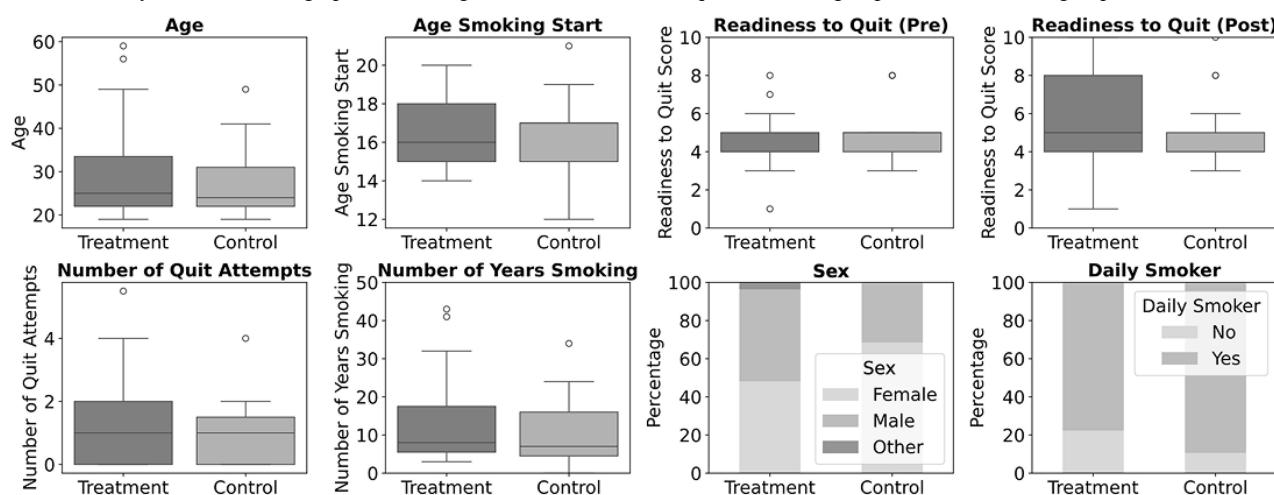 Age
Age Smoking Start
Readiness to Quit (Pre)
Readiness to Quit (Post)
Age
60
50
40
30
20
Treatment
Control
Age Smoking Start
20
18
16
14
12
Treatment
Control
Readiness to Quit Score
10
8
6
4
2
0
Treatment
Control
Readiness to Quit Score
10
8
6
4
2
0
Treatment
Control
Number of Quit Attempts
Number of Years Smoking
Sex
Daily Smoker
Number of Quit Attempts
4
2
0
Treatment
Control
Number of Years Smoking
50
40
30
20
10
0
Treatment
Control
Percentage
100
80
60
40
20
0
Sex
Female
Male
Other
Treatment
Control
Percentage
100
80
60
40
20
0
Daily Smoker
No
Yes
Treatment
Control